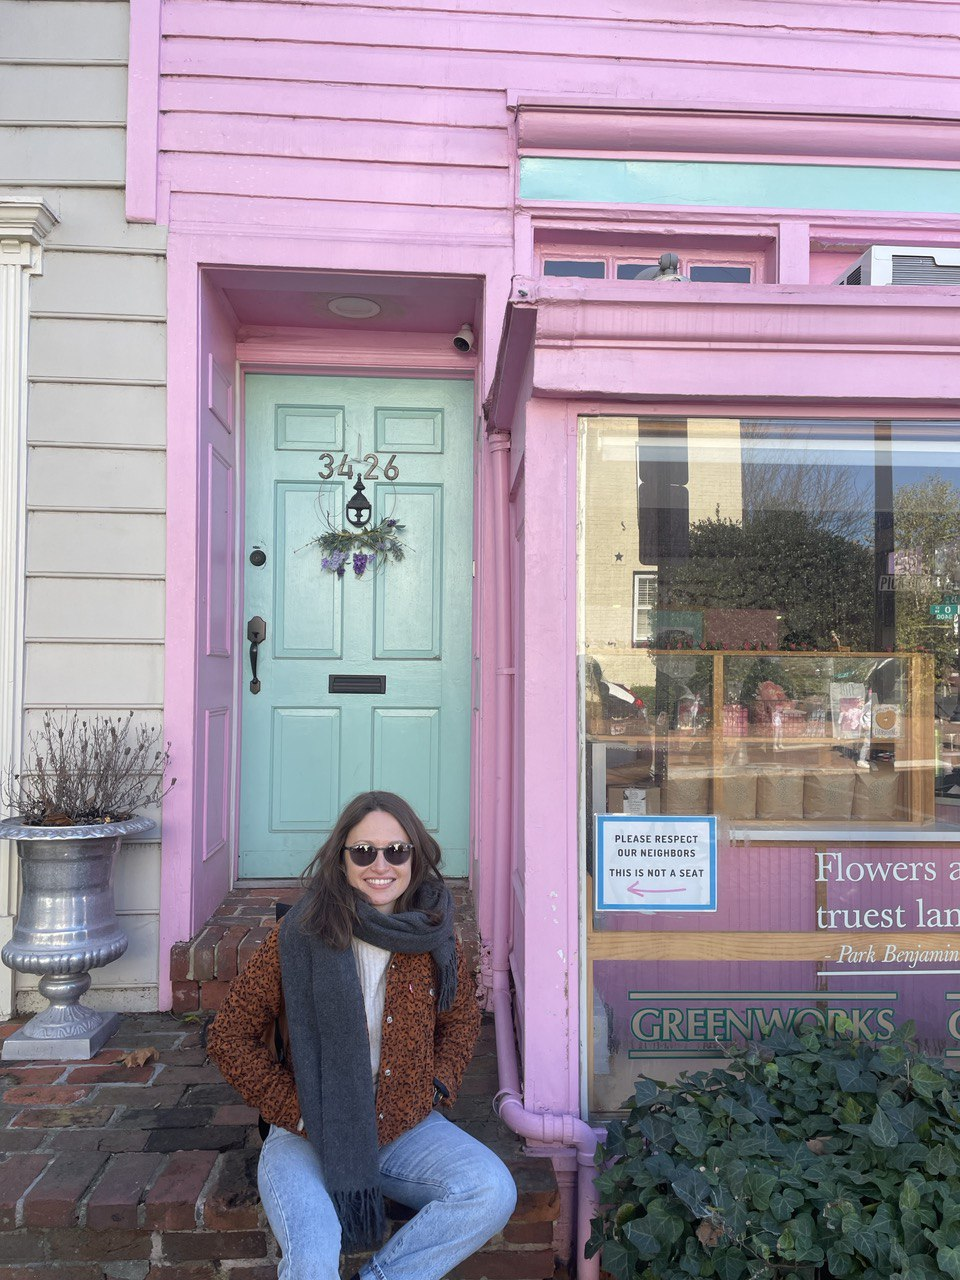 3426
PLEASE RESPECT
OUR NEIGHBORS
THIS IS NOT A SEAT
Flowers a
truest lan
- Park Benjamin
GREENWORKS